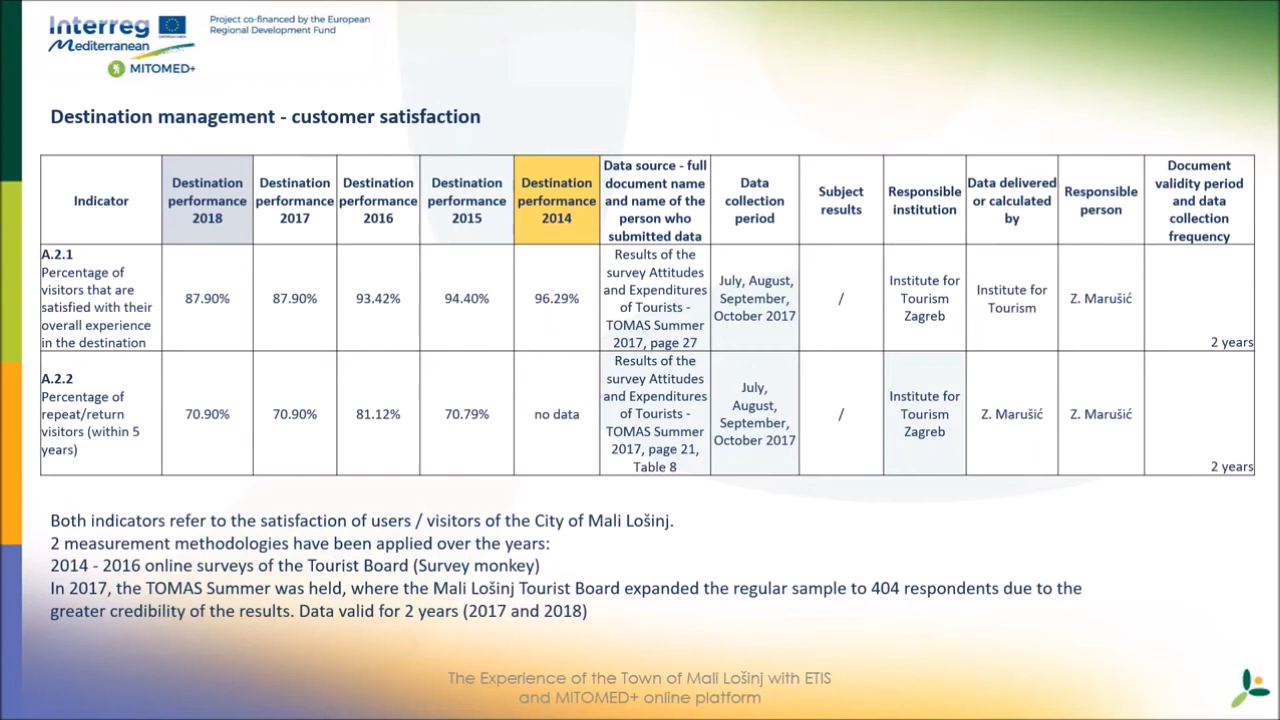 Interreg
Mediterranean
MITOMED+
Project co-financed by the European
Regional Development Fund
Destination management - customer satisfaction
Indicator
Destination
performance
2018
Destination
performance
2017
Destination
performance
2016
Destination
performance
2015
Destination
performance
2014
Data source - full
document name
and name of the
person who
submitted data
Data
collection
period
Subject
results
Responsible
institution
Data delivered
or calculated
by
Responsible
person
Document
validity period
and data
collection
frequency
A.2.1
Percentage of
visitors that are
satisfied with their
overall experience
in the destination
87.90%
87.90%
93.42%
94.40%
96.29%
Results of the
survey Attitudes
and Expenditures
of Tourists -
TOMAS Summer
2017, page 27
July, August,
September,
October 2017
/
Institute for
Tourism
Zagreb
Institute for
Tourism
Z. Marušić
2 years
A.2.2
Percentage of
repeat/return
visitors (within 5
years)
70.90%
70.90%
81.12%
70.79%
no data
Results of the
survey Attitudes
and Expenditures
of Tourists -
TOMAS Summer
2017, page 21,
Table 8
July,
August,
September,
October 2017
/
Institute for
Tourism
Zagreb
Z. Marušić
Z. Marušić
2 years
Both indicators refer to the satisfaction of users / visitors of the City of Mali Lošinj.
2 measurement methodologies have been applied over the years:
2014 - 2016 online surveys of the Tourist Board (Survey monkey)
In 2017, the TOMAS Summer was held, where the Mali Lošinj Tourist Board expanded the regular sample to 404 respondents due to the
greater credibility of the results. Data valid for 2 years (2017 and 2018)
The Experience of the Town of Mali Lošinj with ETIS
and MITOMED+ online platform